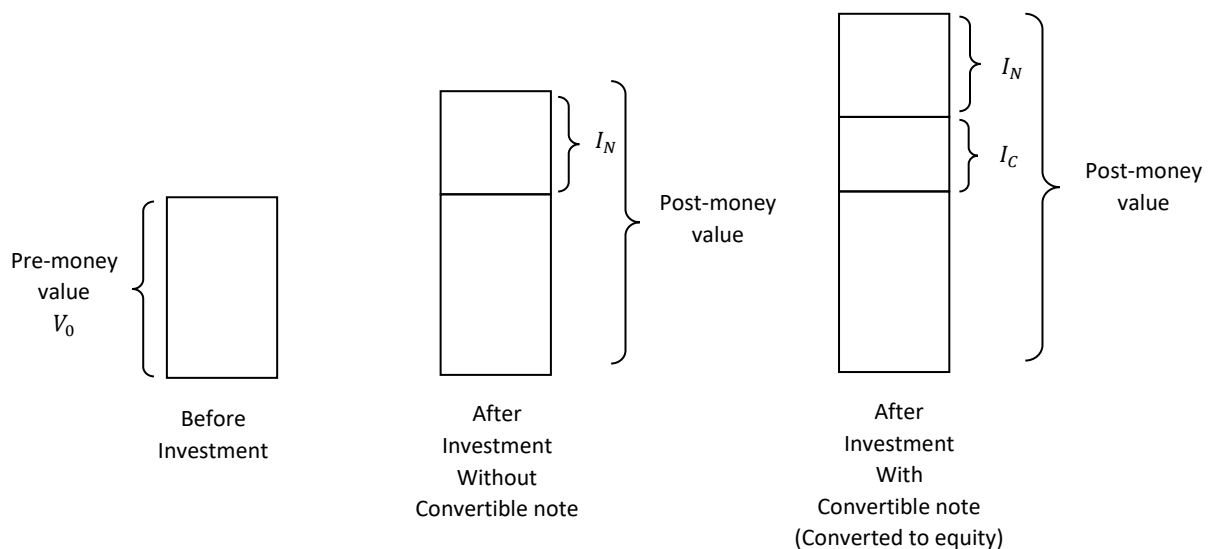 Pre-money
value
V₀
Before
Investment
I_N
Post-money
value
After
Investment
Without
Convertible note
I_N
I_C
Post-money
value
After
Investment
With
Convertible note
(Converted to equity)